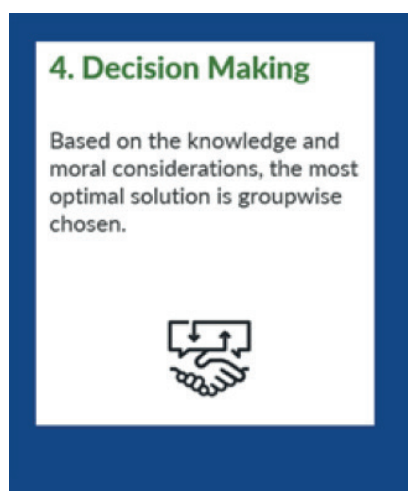 4. Decision Making
Based on the knowledge and
moral considerations, the most
optimal solution is groupwise
chosen.